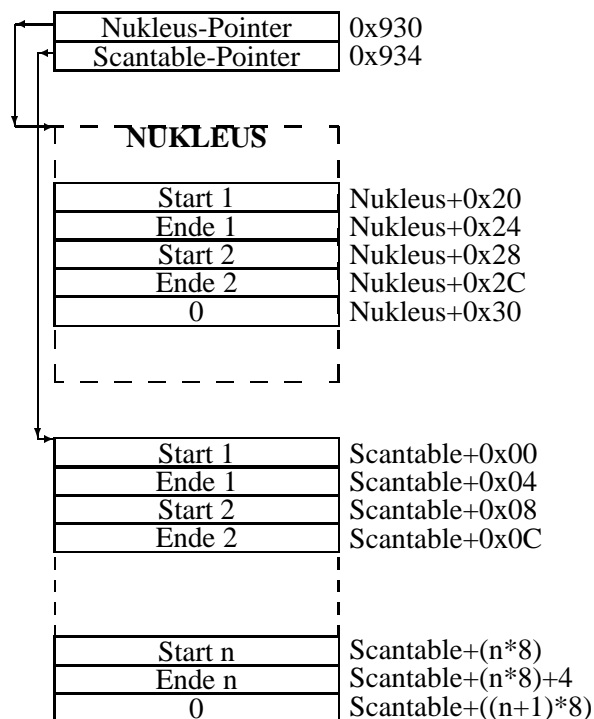 Nukleus-Pointer 0x930
Scantable-Pointer 0x934
NUKLEUS
Start 1 Nukleus+0x20
Ende 1 Nukleus+0x24
Start 2 Nukleus+0x28
Ende 2 Nukleus+0x2C
0 Nukleus+0x30
Start 1 Scantable+0x00
Ende 1 Scantable+0x04
Start 2 Scantable+0x08
Ende 2 Scantable+0x0C
Start n Scantable+(n*8)
Ende n Scantable+(n*8)+4
0 Scantable+((n+1)*8)